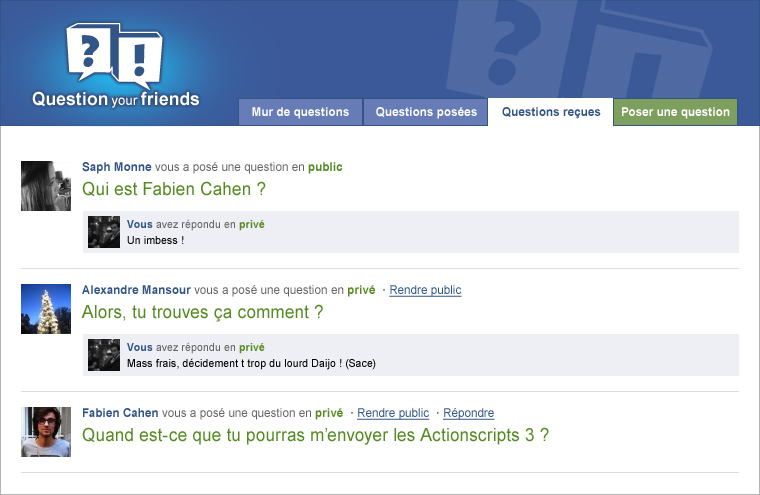 ? !
Question your friends
Mur de questions Questions posées Questions reçues Poser une question
Saph Monne vous a posé une question en public
Qui est Fabien Cahen ?
Vous avez répondu en privé
Un imbess !
Alexandre Mansour vous a posé une question en privé · Rendre public
Alors, tu trouves ça comment ?
Vous avez répondu en privé
Mass frais, décidement t trop du lourd Daijo ! (Sace)
Fabien Cahen vous a posé une question en privé · Rendre public · Répondre
Quand est-ce que tu pourras m'envoyer les Actionscripts 3 ?